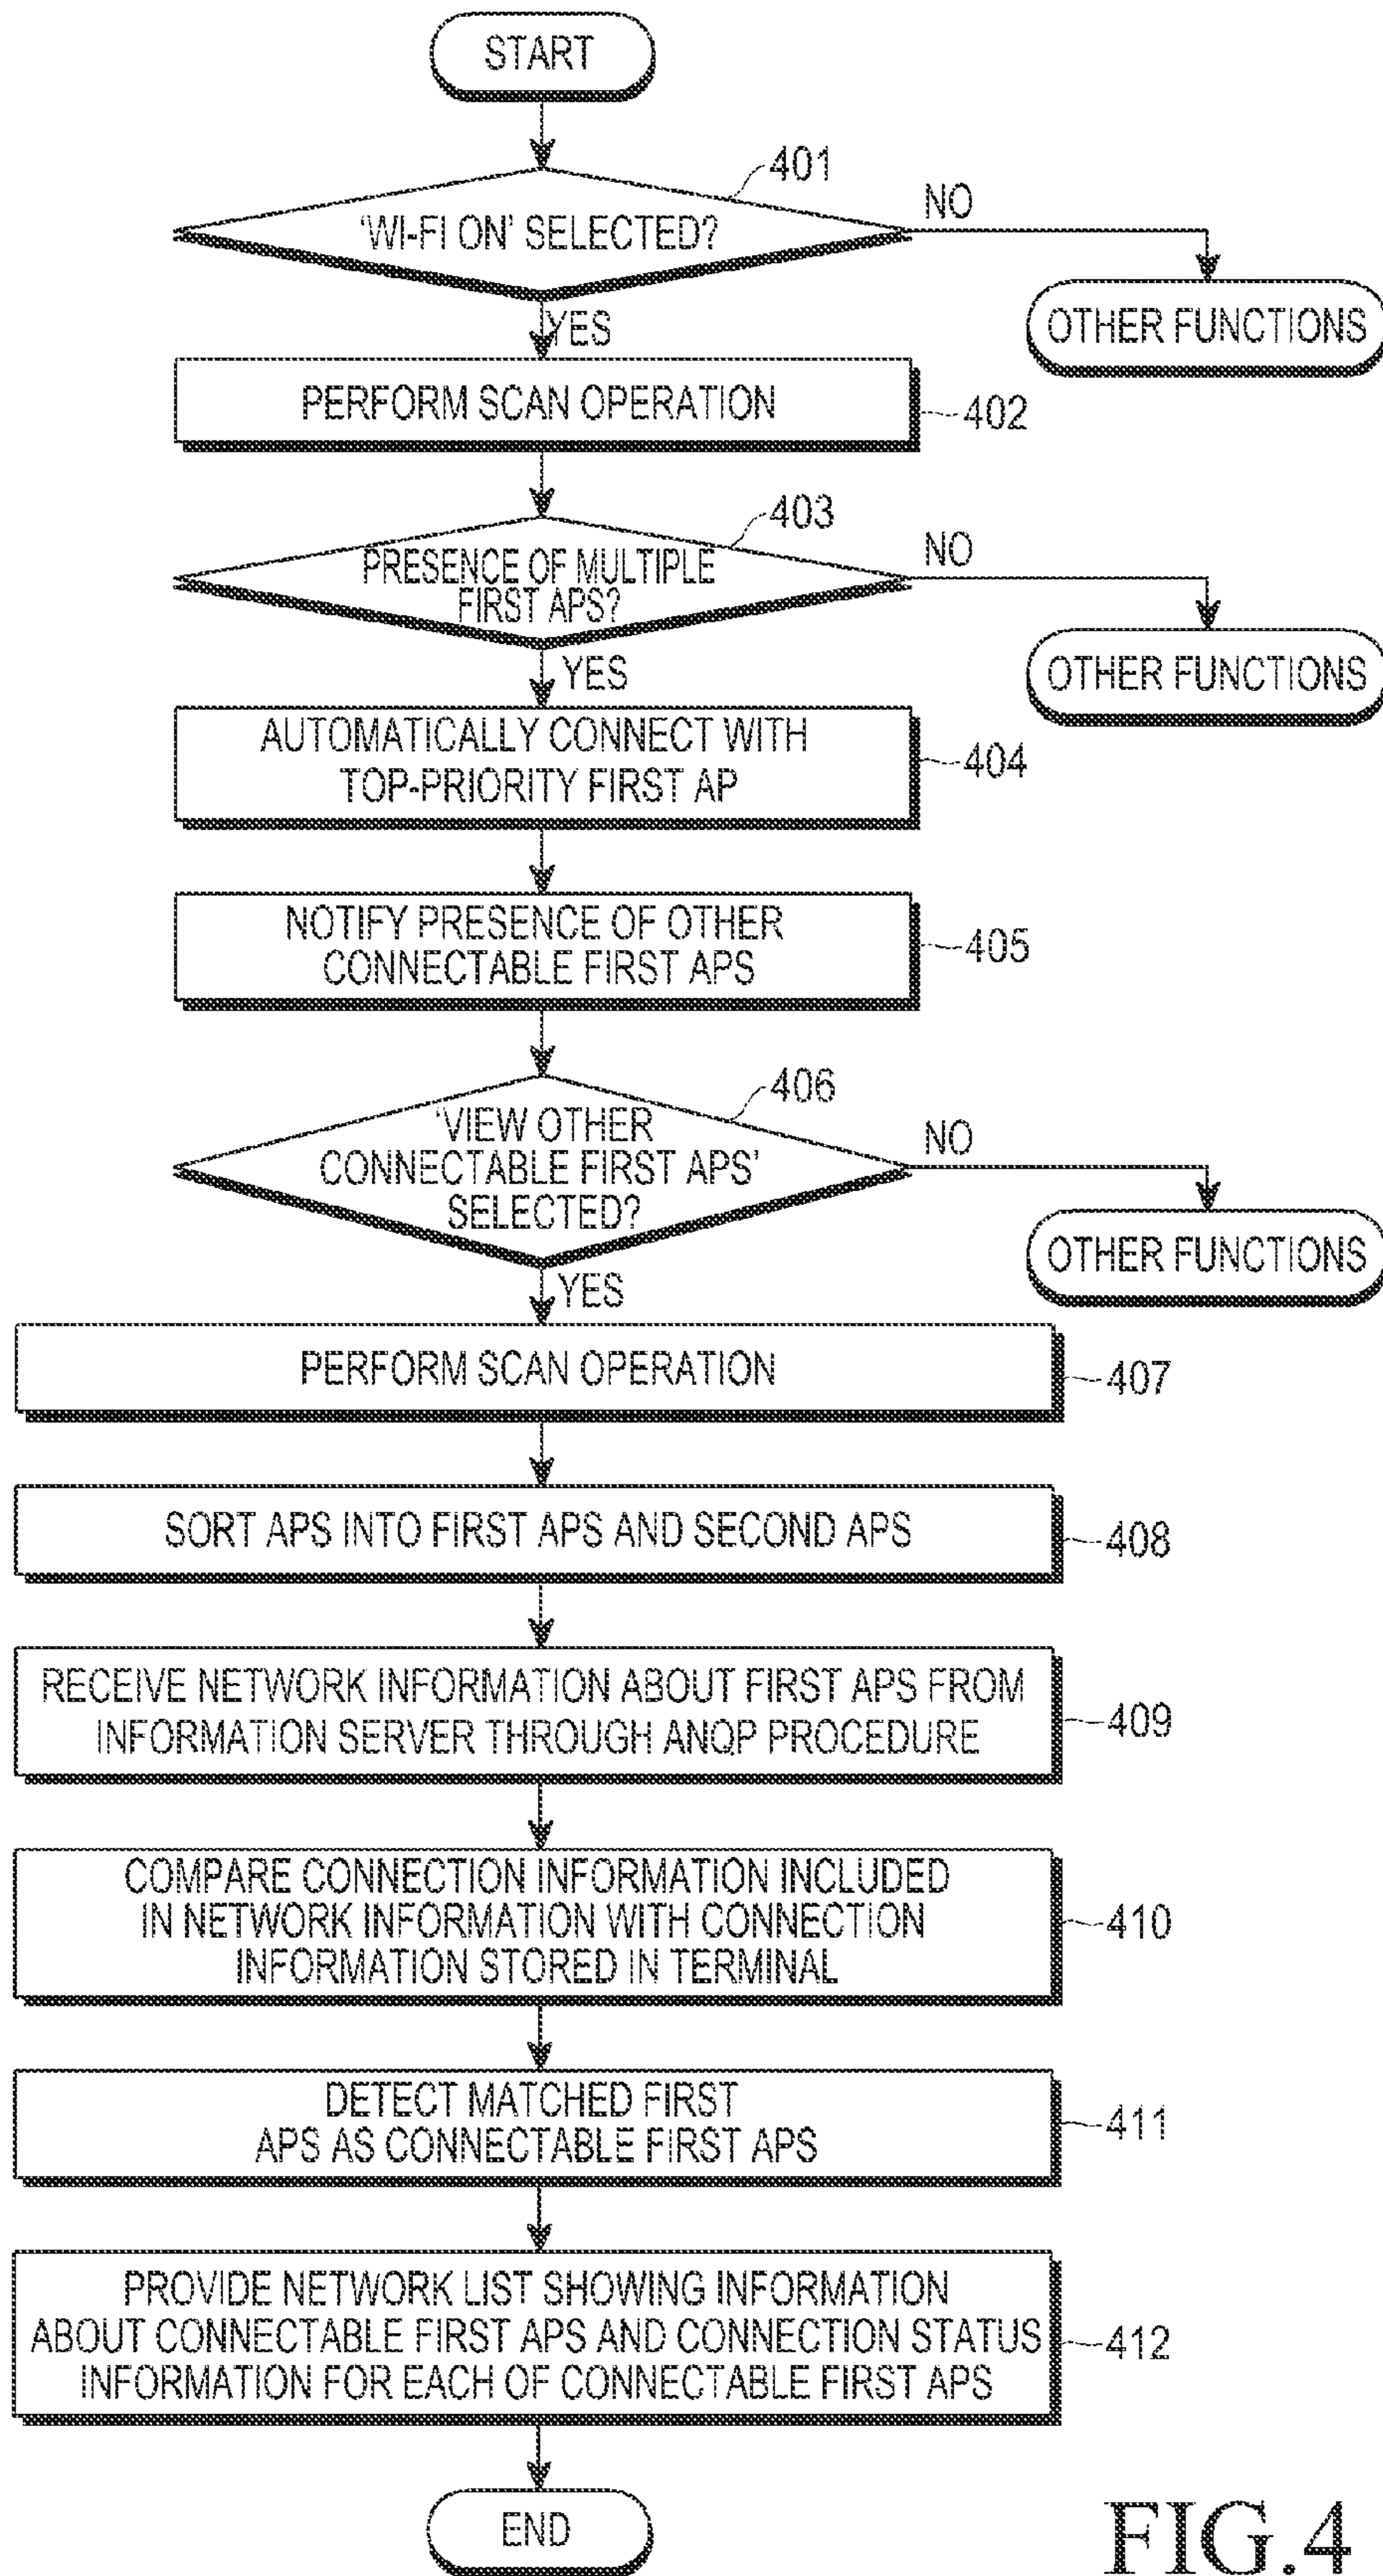 START
401
'WI-FI ON' SELECTED?
NO
OTHER FUNCTIONS
YES
PERFORM SCAN OPERATION
402
403
PRESENCE OF MULTIPLE
FIRST APS?
NO
OTHER FUNCTIONS
YES
AUTOMATICALLY CONNECT WITH
TOP-PRIORITY FIRST AP
404
NOTIFY PRESENCE OF OTHER
CONNECTABLE FIRST APS
405
406
'VIEW OTHER
CONNECTABLE FIRST APS'
SELECTED?
NO
OTHER FUNCTIONS
YES
PERFORM SCAN OPERATION
407
SORT APS INTO FIRST APS AND SECOND APS
408
RECEIVE NETWORK INFORMATION ABOUT FIRST APS FROM
INFORMATION SERVER THROUGH ANQP PROCEDURE
409
COMPARE CONNECTION INFORMATION INCLUDED
IN NETWORK INFORMATION WITH CONNECTION
INFORMATION STORED IN TERMINAL
410
DETECT MATCHED FIRST
APS AS CONNECTABLE FIRST APS
411
PROVIDE NETWORK LIST SHOWING INFORMATION
ABOUT CONNECTABLE FIRST APS AND CONNECTION STATUS
INFORMATION FOR EACH OF CONNECTABLE FIRST APS
412
END
FIG.4